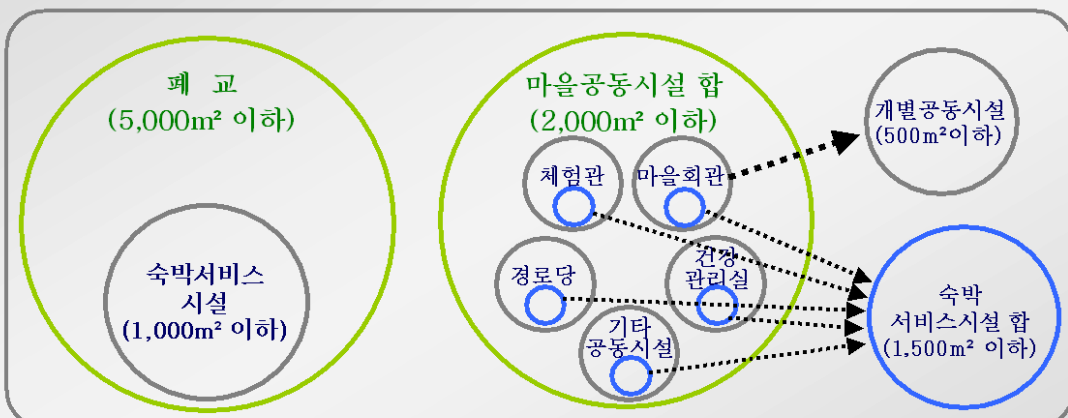 폐 교
(5,000m² 이하)
숙박서비스
시설
(1,000m² 이하)
마을공동시설 합
(2,000m² 이하)
체험관
마을회관
경로당
건강
관리실
기타
공동시설
개별공동시설
(500m²이하)
숙박
서비스시설 합
(1,500m² 이하)